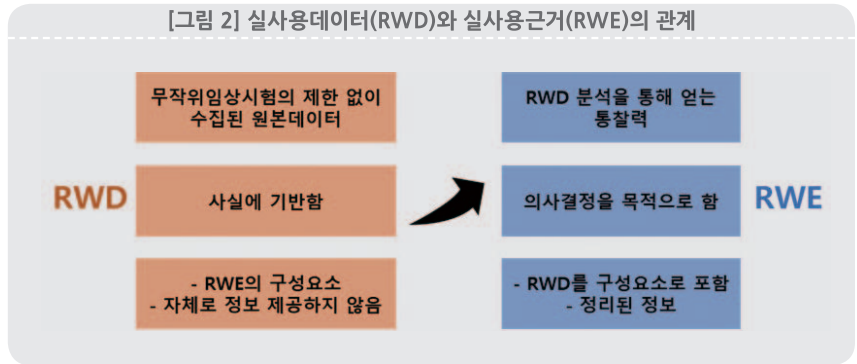 [그림 2] 실사용데이터(RWD)와 실사용근거(RWE)의 관계
RWD
무작위임상시험의 제한 없이
수집된 원본데이터
사실에 기반함
- RWE의 구성요소
- 자체로 정보 제공하지 않음
RWD 분석을 통해 얻는
통찰력
의사결정을 목적으로 함
- RWD를 구성요소로 포함
- 정리된 정보
RWE